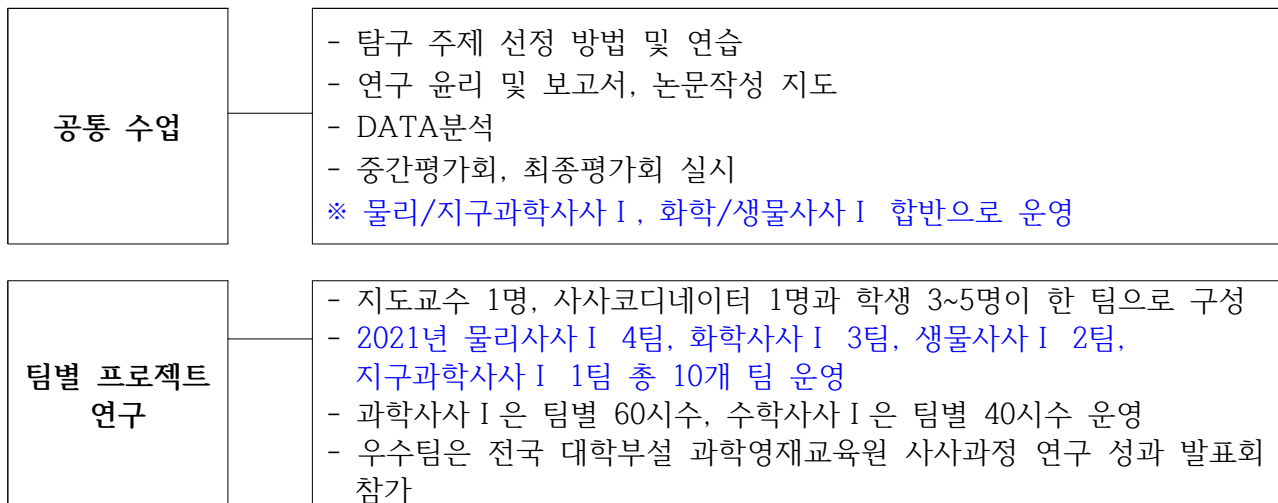 공통 수업
- 탐구 주제 선정 방법 및 연습
- 연구 윤리 및 보고서, 논문작성 지도
- DATA분석
- 중간평가회, 최종평가회 실시
※ 물리/지구과학사사Ⅰ, 화학/생물사사Ⅰ 합반으로 운영
팀별 프로젝트
연구
- 지도교수 1명, 사사코디네이터 1명과 학생 3~5명이 한 팀으로 구성
- 2021년 물리사사Ⅰ 4팀, 화학사사Ⅰ 3팀, 생물사사Ⅰ 2팀,
지구과학사사Ⅰ 1팀 총 10개 팀 운영
- 과학사사Ⅰ은 팀별 60시수, 수학사사Ⅰ은 팀별 40시수 운영
- 우수팀은 전국 대학부설 과학영재교육원 사사과정 연구 성과 발표회
참가